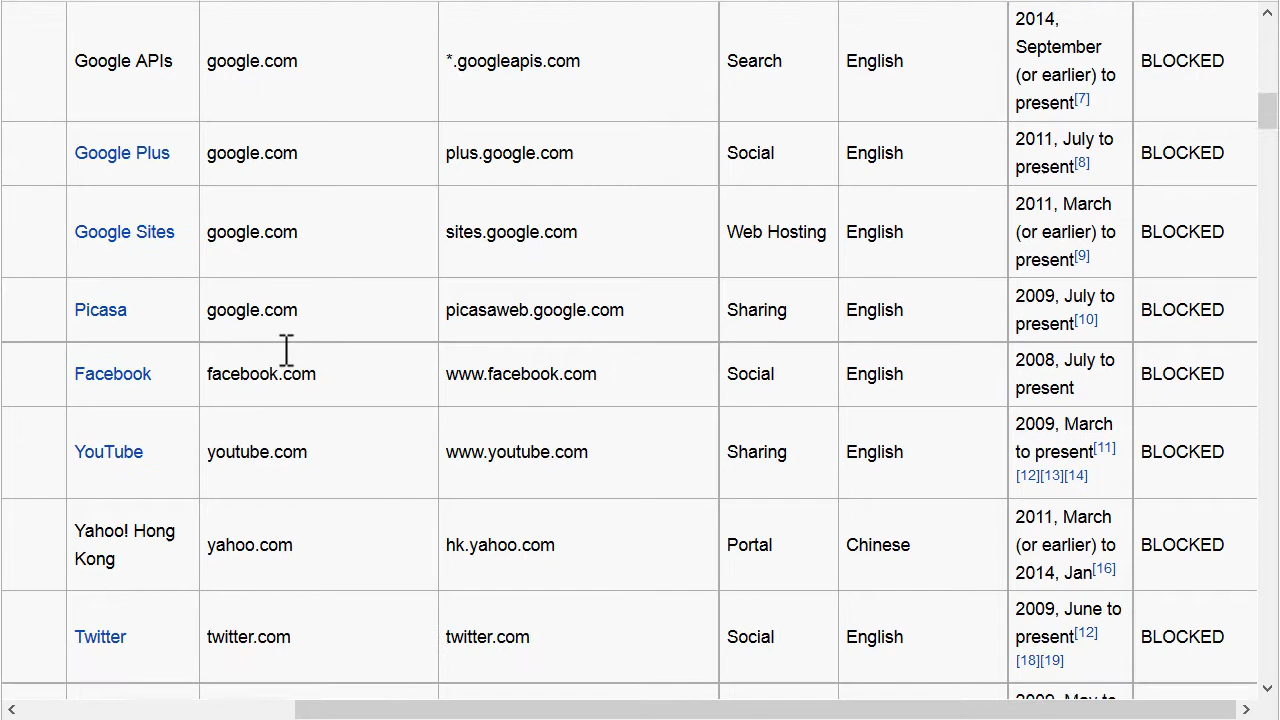 Google APIs google.com *.googleapis.com Search English 2014, September (or earlier) to present[7] BLOCKED
Google Plus google.com plus.google.com Social English 2011, July to present[8] BLOCKED
Google Sites google.com sites.google.com Web Hosting English 2011, March (or earlier) to present[9] BLOCKED
Picasa google.com picasaweb.google.com Sharing English 2009, July to present[10] BLOCKED
Facebook facebook.com www.facebook.com Social English 2008, July to present BLOCKED
YouTube youtube.com www.youtube.com Sharing English 2009, March to present[11][12][13][14] BLOCKED
Yahoo! Hong Kong yahoo.com hk.yahoo.com Portal Chinese 2011, March (or earlier) to 2014, Jan[16] BLOCKED
Twitter twitter.com twitter.com Social English 2009, June to present[12][18][19] BLOCKED
2009, May to